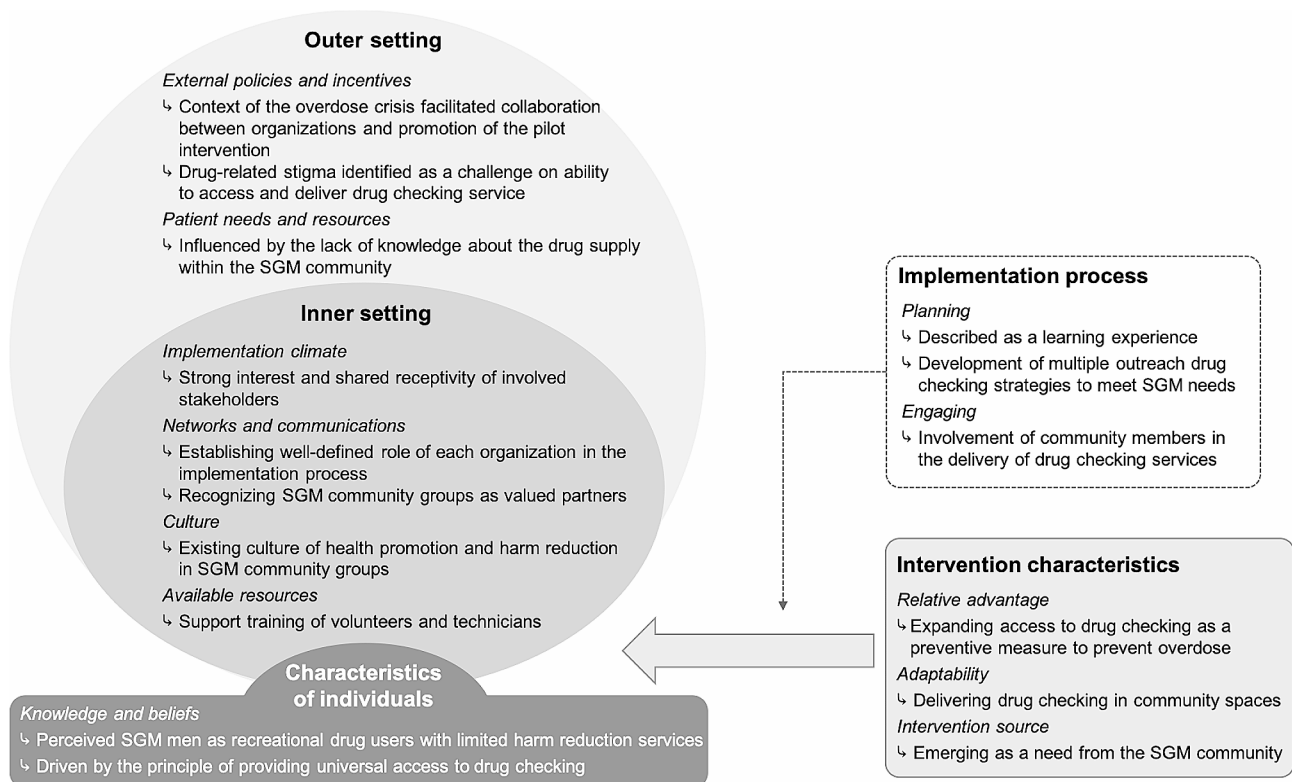 Outer setting
External policies and incentives
↳ Context of the overdose crisis facilitated collaboration
between organizations and promotion of the pilot
intervention
↳ Drug-related stigma identified as a challenge on ability
to access and deliver drug checking service
Patient needs and resources
↳ Influenced by the lack of knowledge about the drug supply
within the SGM community
Inner setting
Implementation climate
↳ Strong interest and shared receptivity of involved
stakeholders
Networks and communications
↳ Establishing well-defined role of each organization in the
implementation process
↳ Recognizing SGM community groups as valued partners
Culture
↳ Existing culture of health promotion and harm reduction
in SGM community groups
Available resources
↳ Support training of volunteers and technicians
Characteristics
of individuals
Knowledge and beliefs
↳ Perceived SGM men as recreational drug users with limited harm reduction services
↳ Driven by the principle of providing universal access to drug checking
Implementation process
Planning
↳ Described as a learning experience
↳ Development of multiple outreach drug
checking strategies to meet SGM needs
Engaging
↳ Involvement of community members in
the delivery of drug checking services
Intervention characteristics
Relative advantage
↳ Expanding access to drug checking as a
preventive measure to prevent overdose
Adaptability
↳ Delivering drug checking in community spaces
Intervention source
↳ Emerging as a need from the SGM community